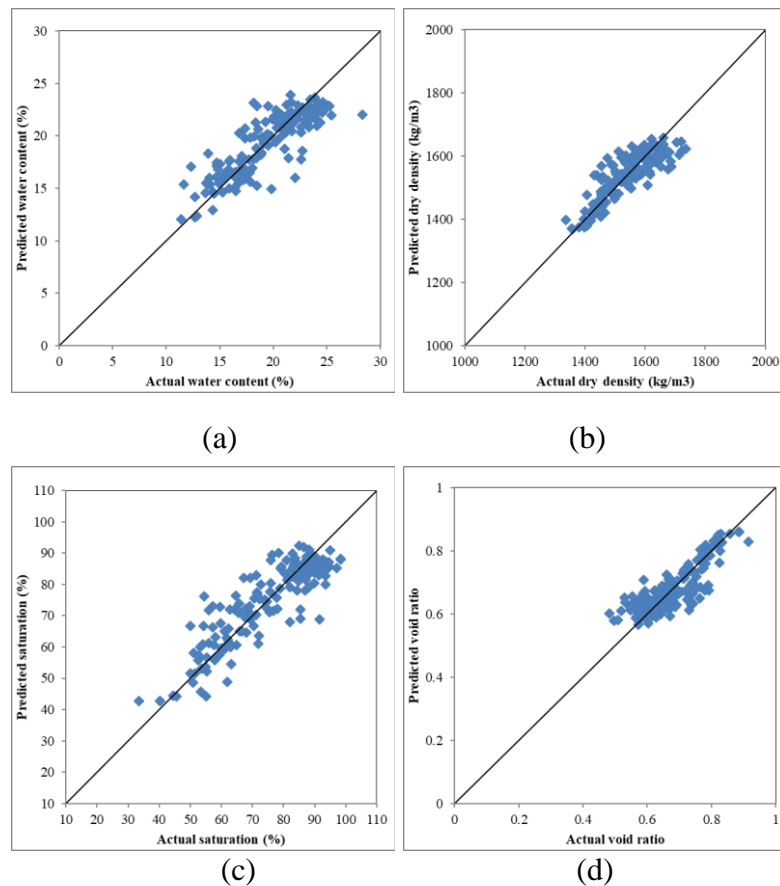 30
25
20
15
10
5
0
Predicted water content (%)
0 5 10 15 20 25 30
Actual water content (%)
(a)
2000
1800
1600
1400
1200
1000
Predicted dry density (kg/m3)
1000 1200 1400 1600 1800 2000
Actual dry density (kg/m3)
(b)
110
100
90
80
70
60
50
40
30
20
10
Predicted saturation (%)
10 20 30 40 50 60 70 80 90 100 110
Actual saturation (%)
(c)
1
0.8
0.6
0.4
0.2
0
Predicted void ratio
0 0.2 0.4 0.6 0.8 1
Actual void ratio
(d)